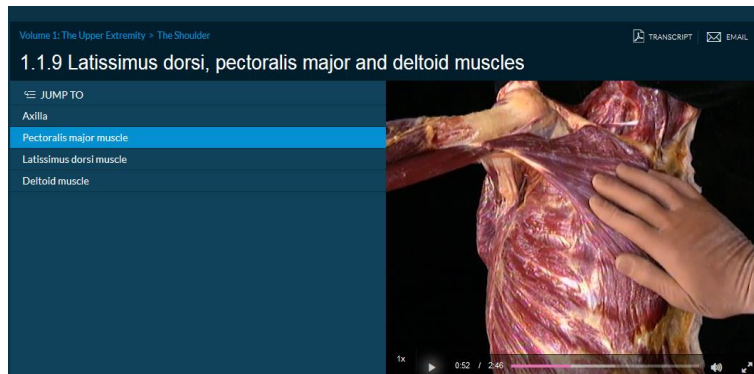 Volume 1: The Upper Extremity > The Shoulder
TRANSCRIPT
EMAIL
1.1.9 Latissimus dorsi, pectoralis major and deltoid muscles
JUMP TO
Axilla
Pectoralis major muscle
Latissimus dorsi muscle
Deltoid muscle
1x
0:52 / 2:46